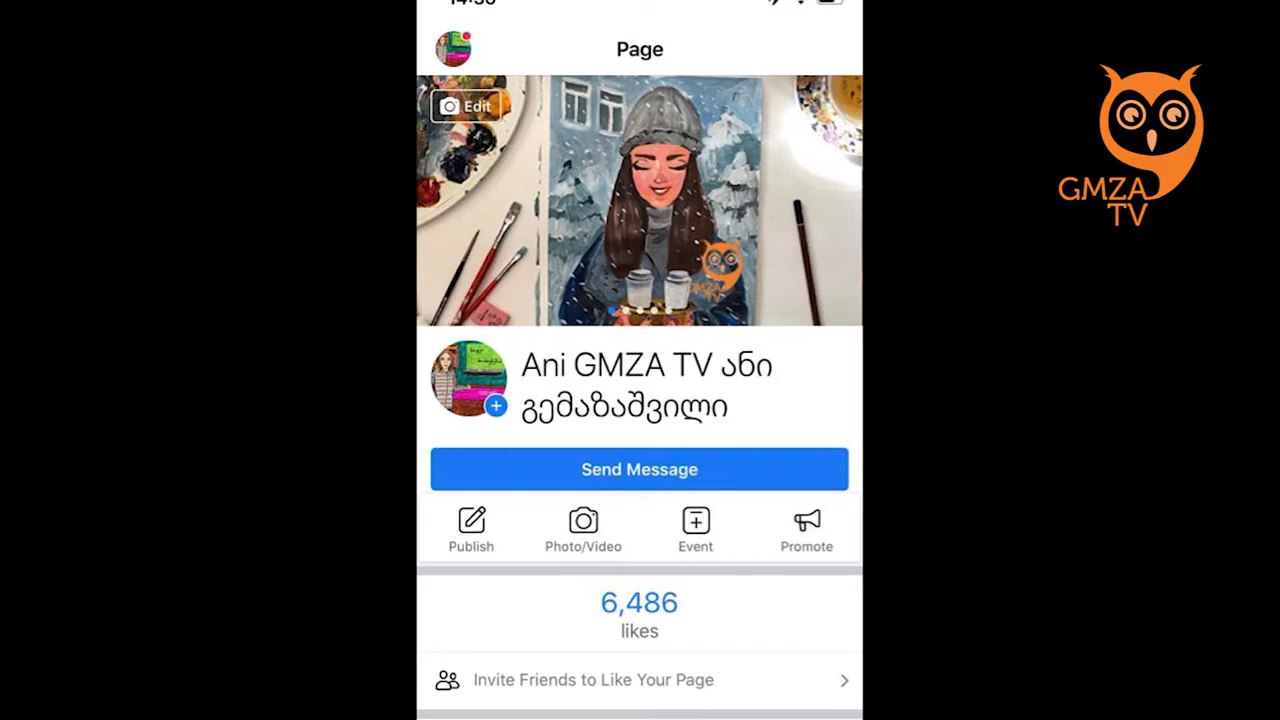 Page
Edit
GMZA
TV
TV
Ani GMZA TV ანი
გემაზაშვილი
Send Message
Publish
Photo/Video
Event
Promote
6,486
likes
Invite Friends to Like Your Page